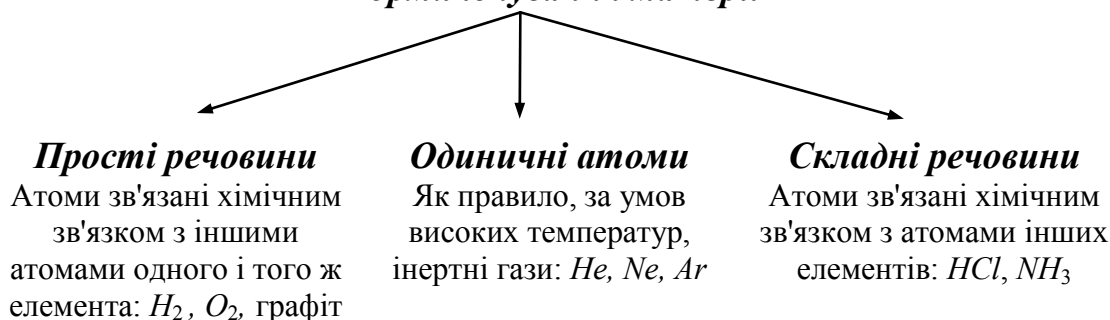 Прості речовини
Атоми зв'язані хімічним
зв'язком з іншими
атомами одного і того ж
елемента: H₂ , O₂, графіт
Одиничні атоми
Як правило, за умов
високих температур,
інертні гази: He, Ne, Ar
Складні речовини
Атоми зв'язані хімічним
зв'язком з атомами інших
елементів: HCl, NH₃